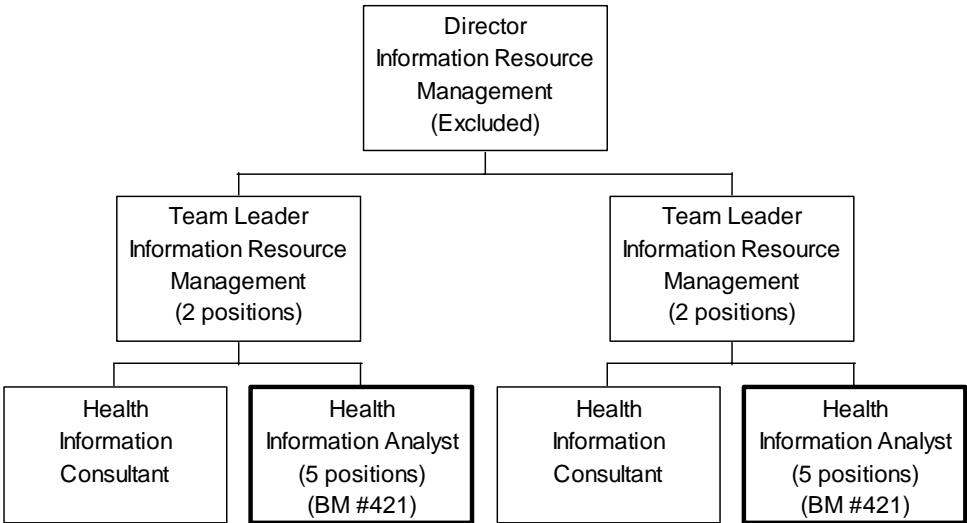 Director
Information Resource
Management
(Excluded)
Team Leader
Information Resource
Management
(2 positions)
Team Leader
Information Resource
Management
(2 positions)
Health
Information
Consultant
Health
Information Analyst
(5 positions)
(BM #421)
Health
Information
Consultant
Health
Information Analyst
(5 positions)
(BM #421)